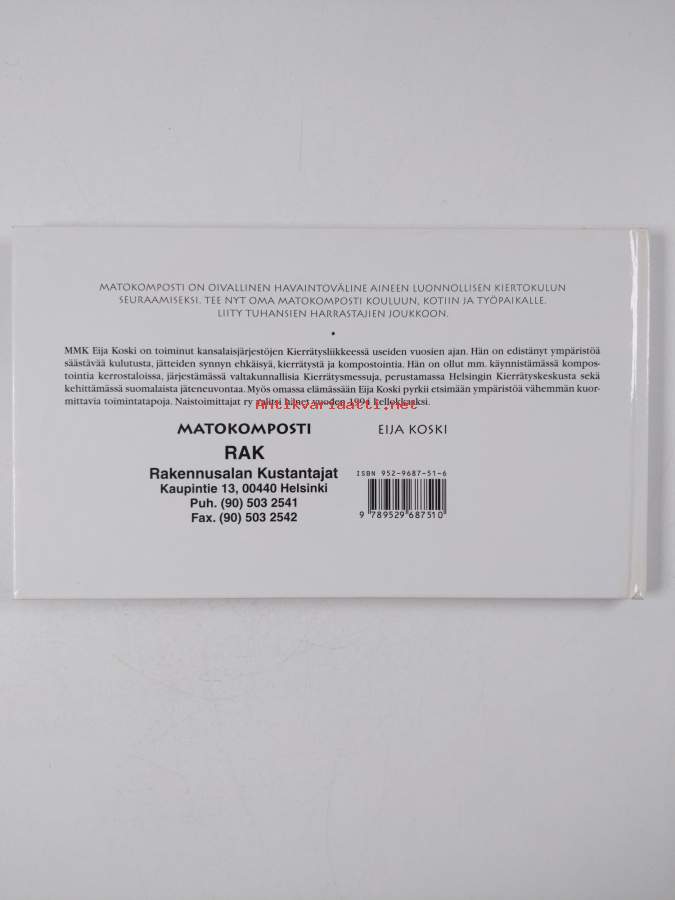 MATOKOMPOSTI ON OIVALLINEN HAVAINTOVÄLINE AINEEN LUONNOLLISEN KIERTOKULUN
SEURAAMISEKSI. TEE NYT OMA MATOKOMPOSTI KOULUUN, KOTIIN JA TYÖPAIKALLE.
LIITY TUHANSIEN HARRASTAJIEN JOUKKOON.
•
MMK Eija Koski on toiminut kansalaisjärjestöjen Kierrätysliikkeessä useiden vuosien ajan. Hän on edistänyt ympäristöä
säästävää kulutusta, jätteiden synnyn ehkäisyä, kierrätystä ja kompostointia. Hän on ollut mm. käynnistämässä kompos-
tointia kerrostaloissa, järjestämässä valtakunnallisia Kierrätysmessuja, perustamassa Helsingin Kierrätyskeskusta sekä
kehittämässä suomalaista jäteneuvontaa. Myös omassa elämässään Eija Koski pyrkii etsimään ympäristöä vähemmän kuor-
mittavia toimintatapoja. Naistoimittajat ry valitsi hänet vuoden 1994 kellokkaaksi.
Antikvariaatti.net
MATOKOMPOSTI EIJA KOSKI
RAK
Rakennusalan Kustantajat
Kaupintie 13, 00440 Helsinki
Puh. (90) 503 2541
Fax. (90) 503 2542
ISBN 952-9687-51-6
9 789529 687510